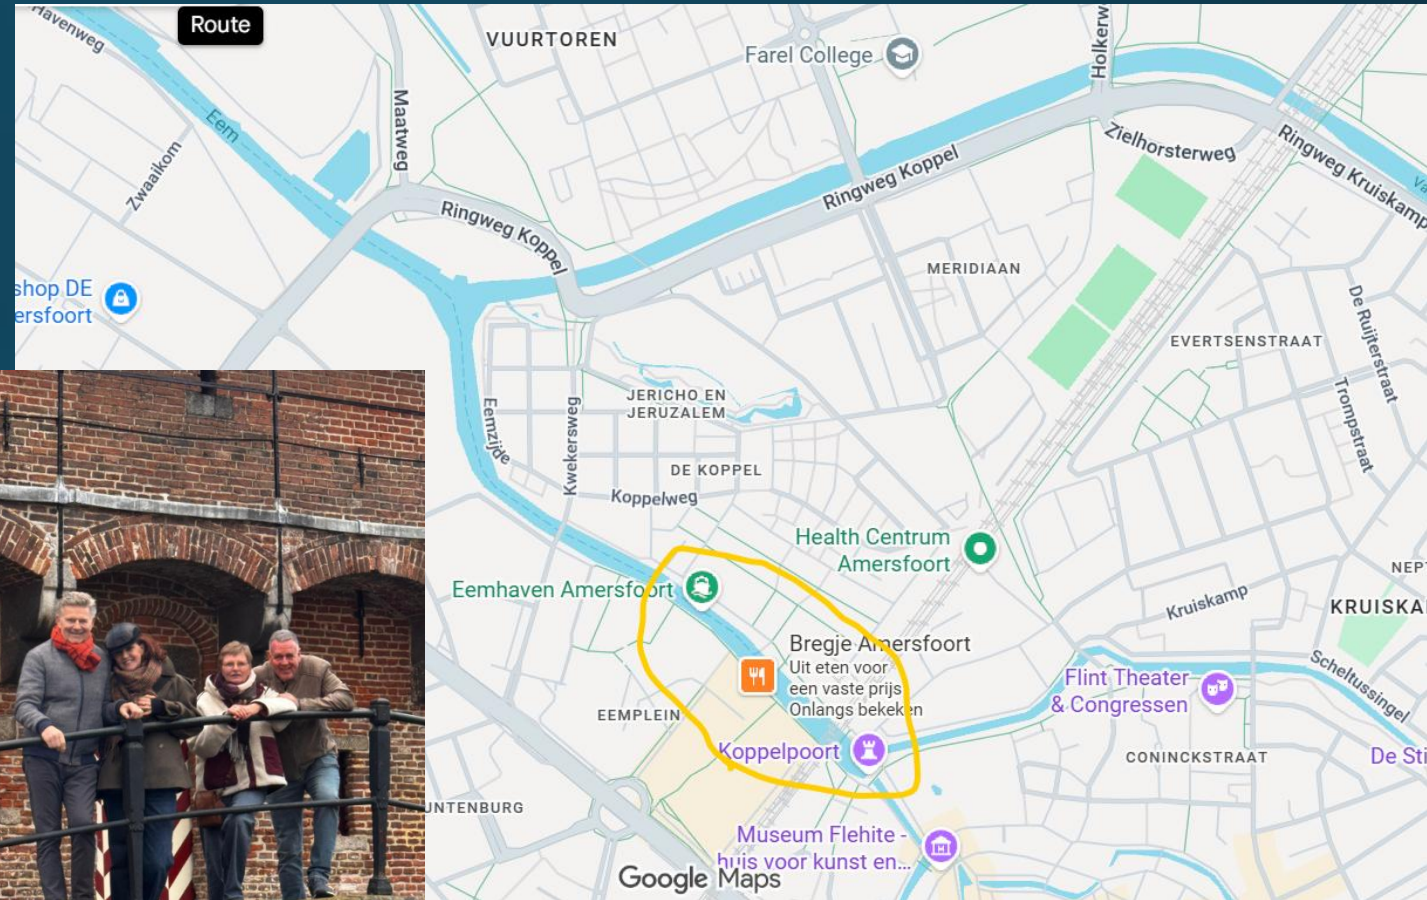 Route
Havenweg
VUURTOREN
Farel College
Holkerw
Eem
Maatweg
Zwaaikom
Zielhorsterweg
Ringweg Kruiskamp
Va
Ringweg Koppel
Ringweg Koppel
MERIDIAAN
shop DE
ersfoort
De Ruijterstraat
EVERTSENSTRAAT
JERICHO EN
JERUZALEM
Trompstraat
Eemzijde
Kwekersweg
DE KOPPEL
Koppelweg
Health Centrum
Amersfoort
NEPT
Eemhaven Amersfoort
Kruiskamp
KRUISKA
Bregje Amersfoort
Uit eten voor
een vaste prijs
Onlangs bekeken
Flint Theater
& Congressen
Scheltussingel
EEMPLEIN
Koppelpoort
CONINCKSTRAAT
De Sti
UNTENBURG
Museum Flehite -
huis voor kunst en...
Google Maps